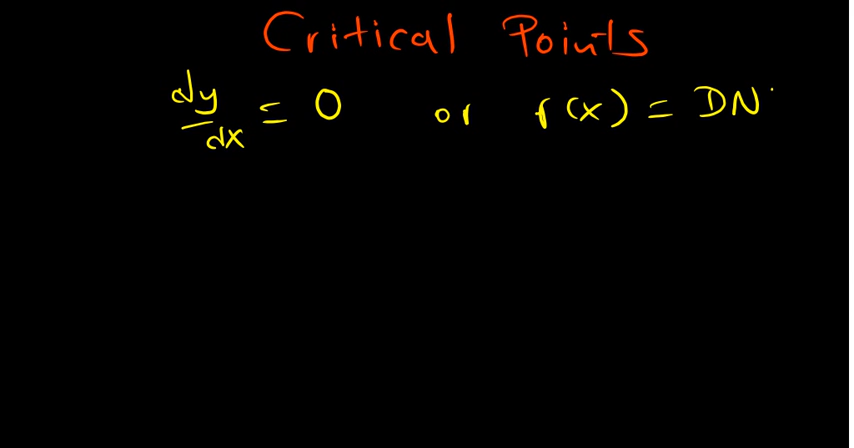 Critical Points
dy/dx = 0 or f(x) = DN